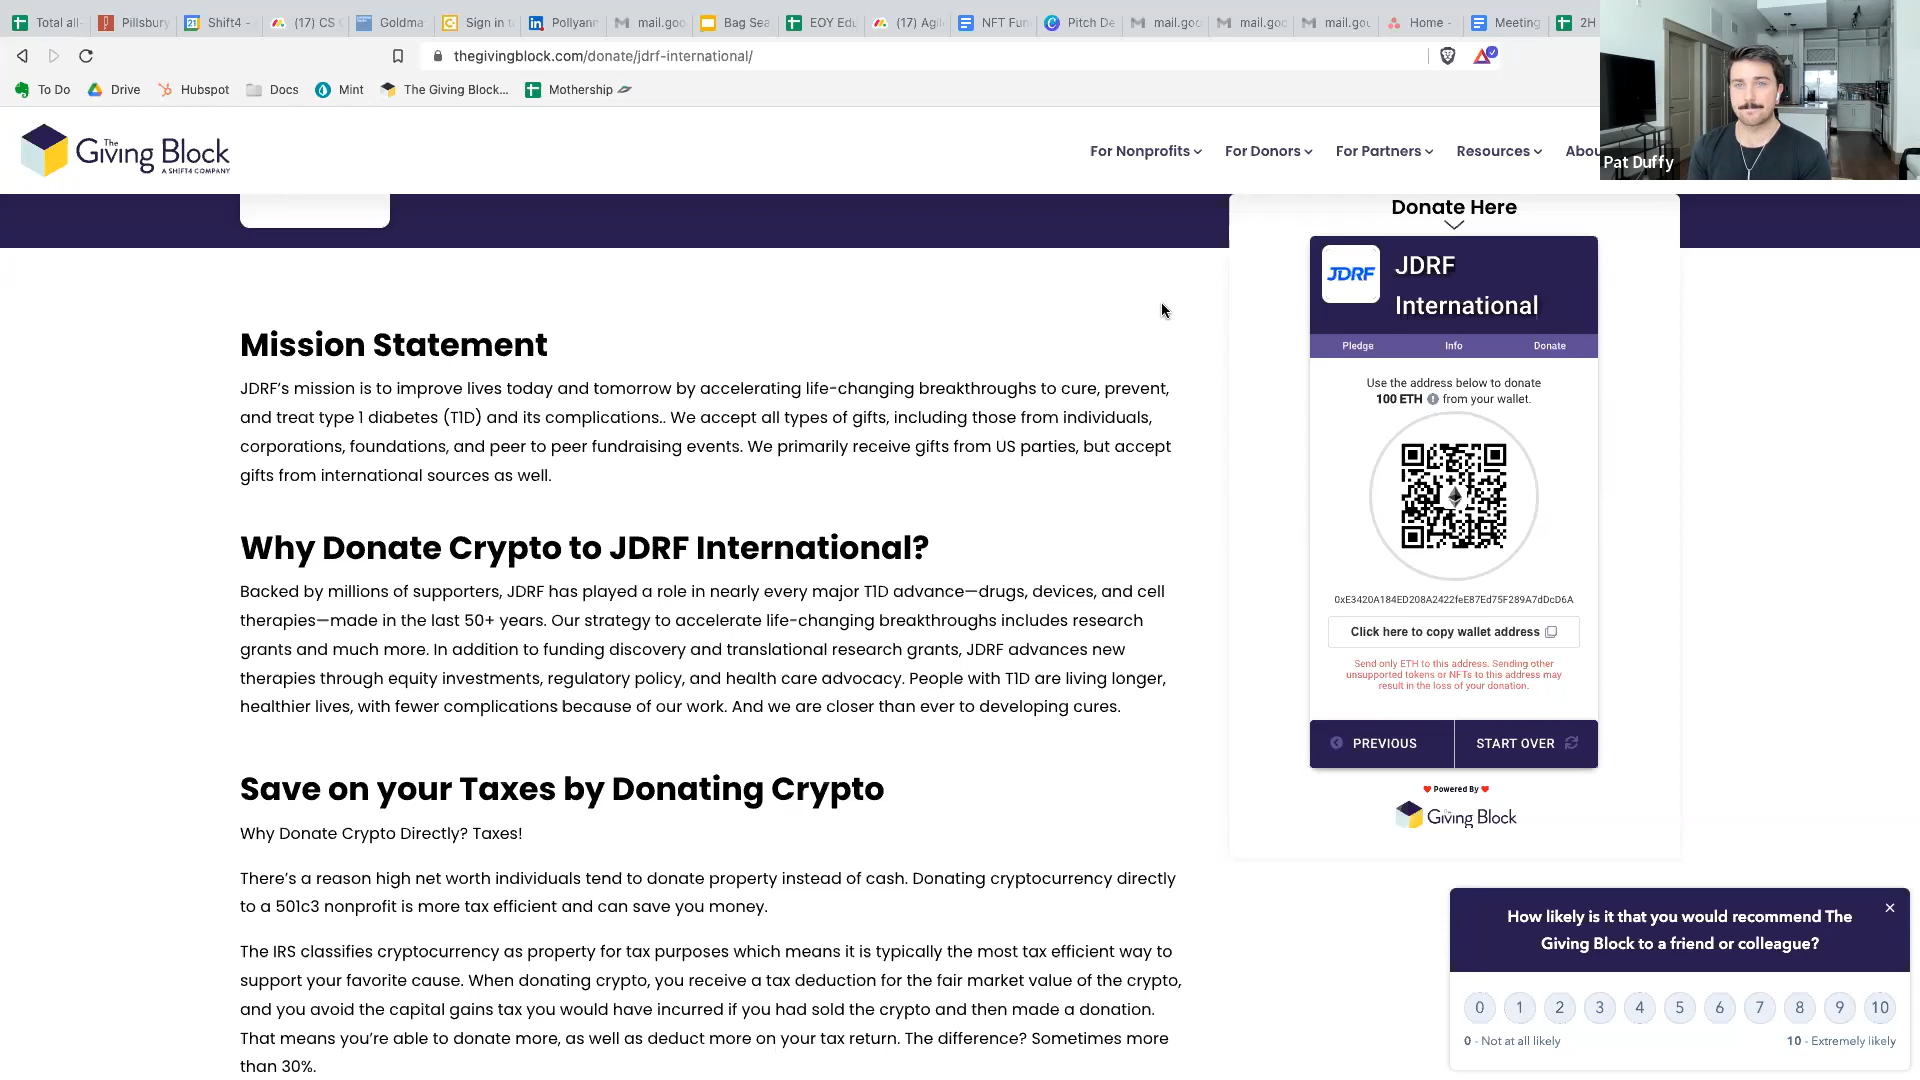 Total all-
Pillsbury
Shift4 -
(17) CS
Goldma
Sign in t
Pollyann
mail.goo
Bag Sea
EOY Edu
(17) Agil
NFT Fun
Pitch De
mail.goo
mail.goo
mail.gou
Home -
Meeting
2H
thegivingblock.com/donate/jdrf-international/
To Do
Drive
Hubspot
Docs
Mint
The Giving Block...
Mothership
The
Giving Block
A SHIFT4 COMPANY
For Nonprofits
For Donors
For Partners
Resources
Abou
Pat Duffy
Donate Here
JDRF
JDRF
International
Pledge
Info
Donate
Use the address below to donate
100 ETH from your wallet.
0xE3420A184ED208A2422feE87Ed75F289A7dDcD6A
Click here to copy wallet address
Send only ETH to this address. Sending other
unsupported tokens or NFTs to this address may
result in the loss of your donation.
PREVIOUS
START OVER
Powered By
Giving Block
Mission Statement
JDRF's mission is to improve lives today and tomorrow by accelerating life-changing breakthroughs to cure, prevent,
and treat type 1 diabetes (T1D) and its complications.. We accept all types of gifts, including those from individuals,
corporations, foundations, and peer to peer fundraising events. We primarily receive gifts from US parties, but accept
gifts from international sources as well.
Why Donate Crypto to JDRF International?
Backed by millions of supporters, JDRF has played a role in nearly every major T1D advance—drugs, devices, and cell
therapies—made in the last 50+ years. Our strategy to accelerate life-changing breakthroughs includes research
grants and much more. In addition to funding discovery and translational research grants, JDRF advances new
therapies through equity investments, regulatory policy, and health care advocacy. People with T1D are living longer,
healthier lives, with fewer complications because of our work. And we are closer than ever to developing cures.
Save on your Taxes by Donating Crypto
Why Donate Crypto Directly? Taxes!
There's a reason high net worth individuals tend to donate property instead of cash. Donating cryptocurrency directly
to a 501c3 nonprofit is more tax efficient and can save you money.
The IRS classifies cryptocurrency as property for tax purposes which means it is typically the most tax efficient way to
support your favorite cause. When donating crypto, you receive a tax deduction for the fair market value of the crypto,
and you avoid the capital gains tax you would have incurred if you had sold the crypto and then made a donation.
That means you're able to donate more, as well as deduct more on your tax return. The difference? Sometimes more
than 30%.
How likely is it that you would recommend The
Giving Block to a friend or colleague?
0 1 2 3 4 5 6 7 8 9 10
0 - Not at all likely
10 - Extremely likely